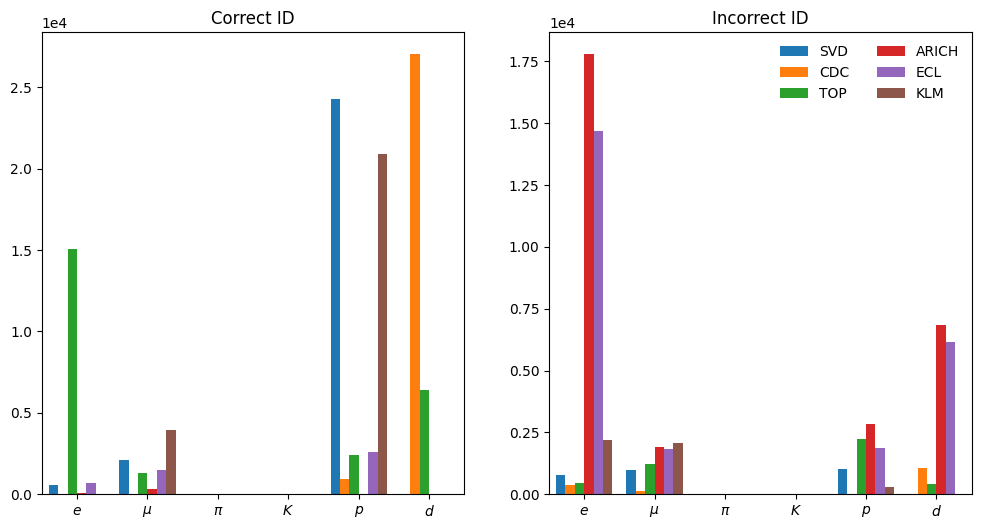 Correct ID
1e4
2.5
2.0
1.5
1.0
0.5
0.0
e μ π K p d
Incorrect ID
1e4
17.5
1.75
1.50
1.25
1.00
0.75
0.50
0.25
0.00
SVD ARICH
CDC ECL
TOP KLM
e μ π K p d